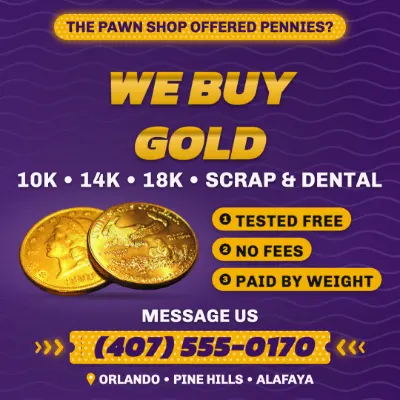 THE PAWN SHOP OFFERED PENNIES?
WE BUY
GOLD
10K • 14K • 18K • SCRAP & DENTAL
1 TESTED FREE
2 NO FEES
3 PAID BY WEIGHT
MESSAGE US
(407) 555-0170
ORLANDO • PINE HILLS • ALAFAYA